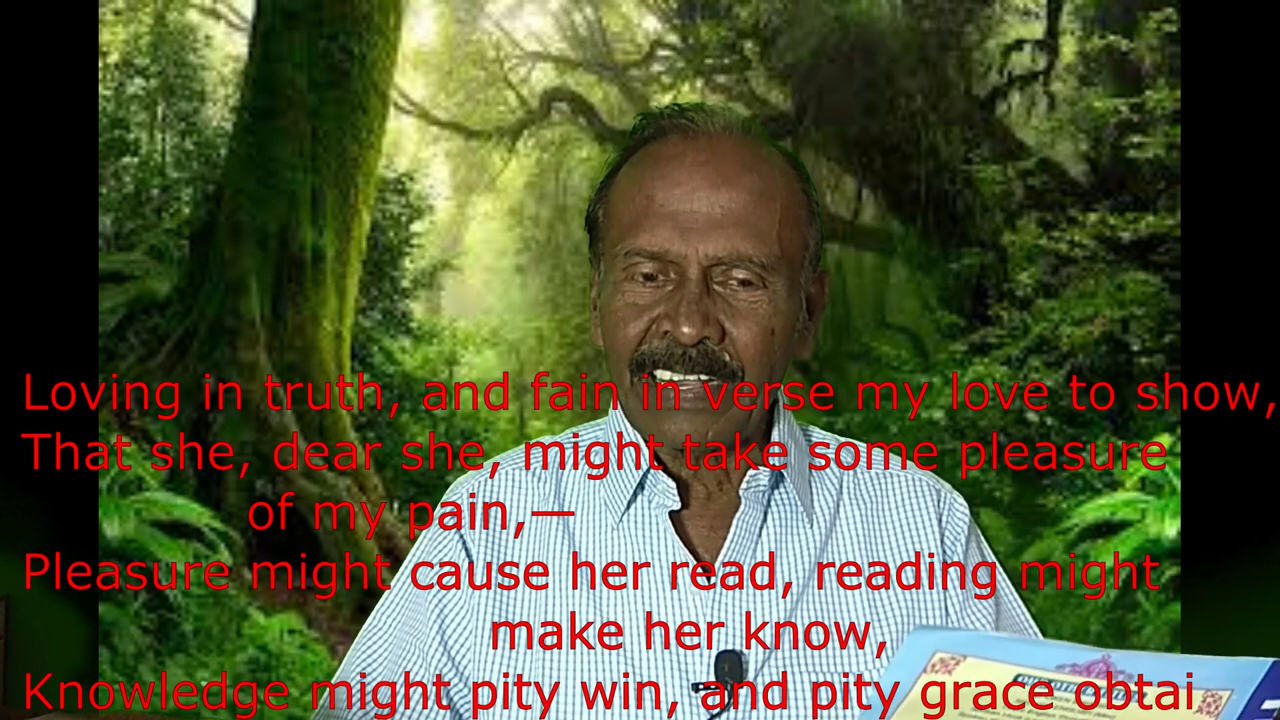 Loving in truth, and fain in verse my love to show,
That she, dear she, might take some pleasure
of my pain,—
Pleasure might cause her read, reading might
make her know,
Knowledge might pity win, and pity grace obtai